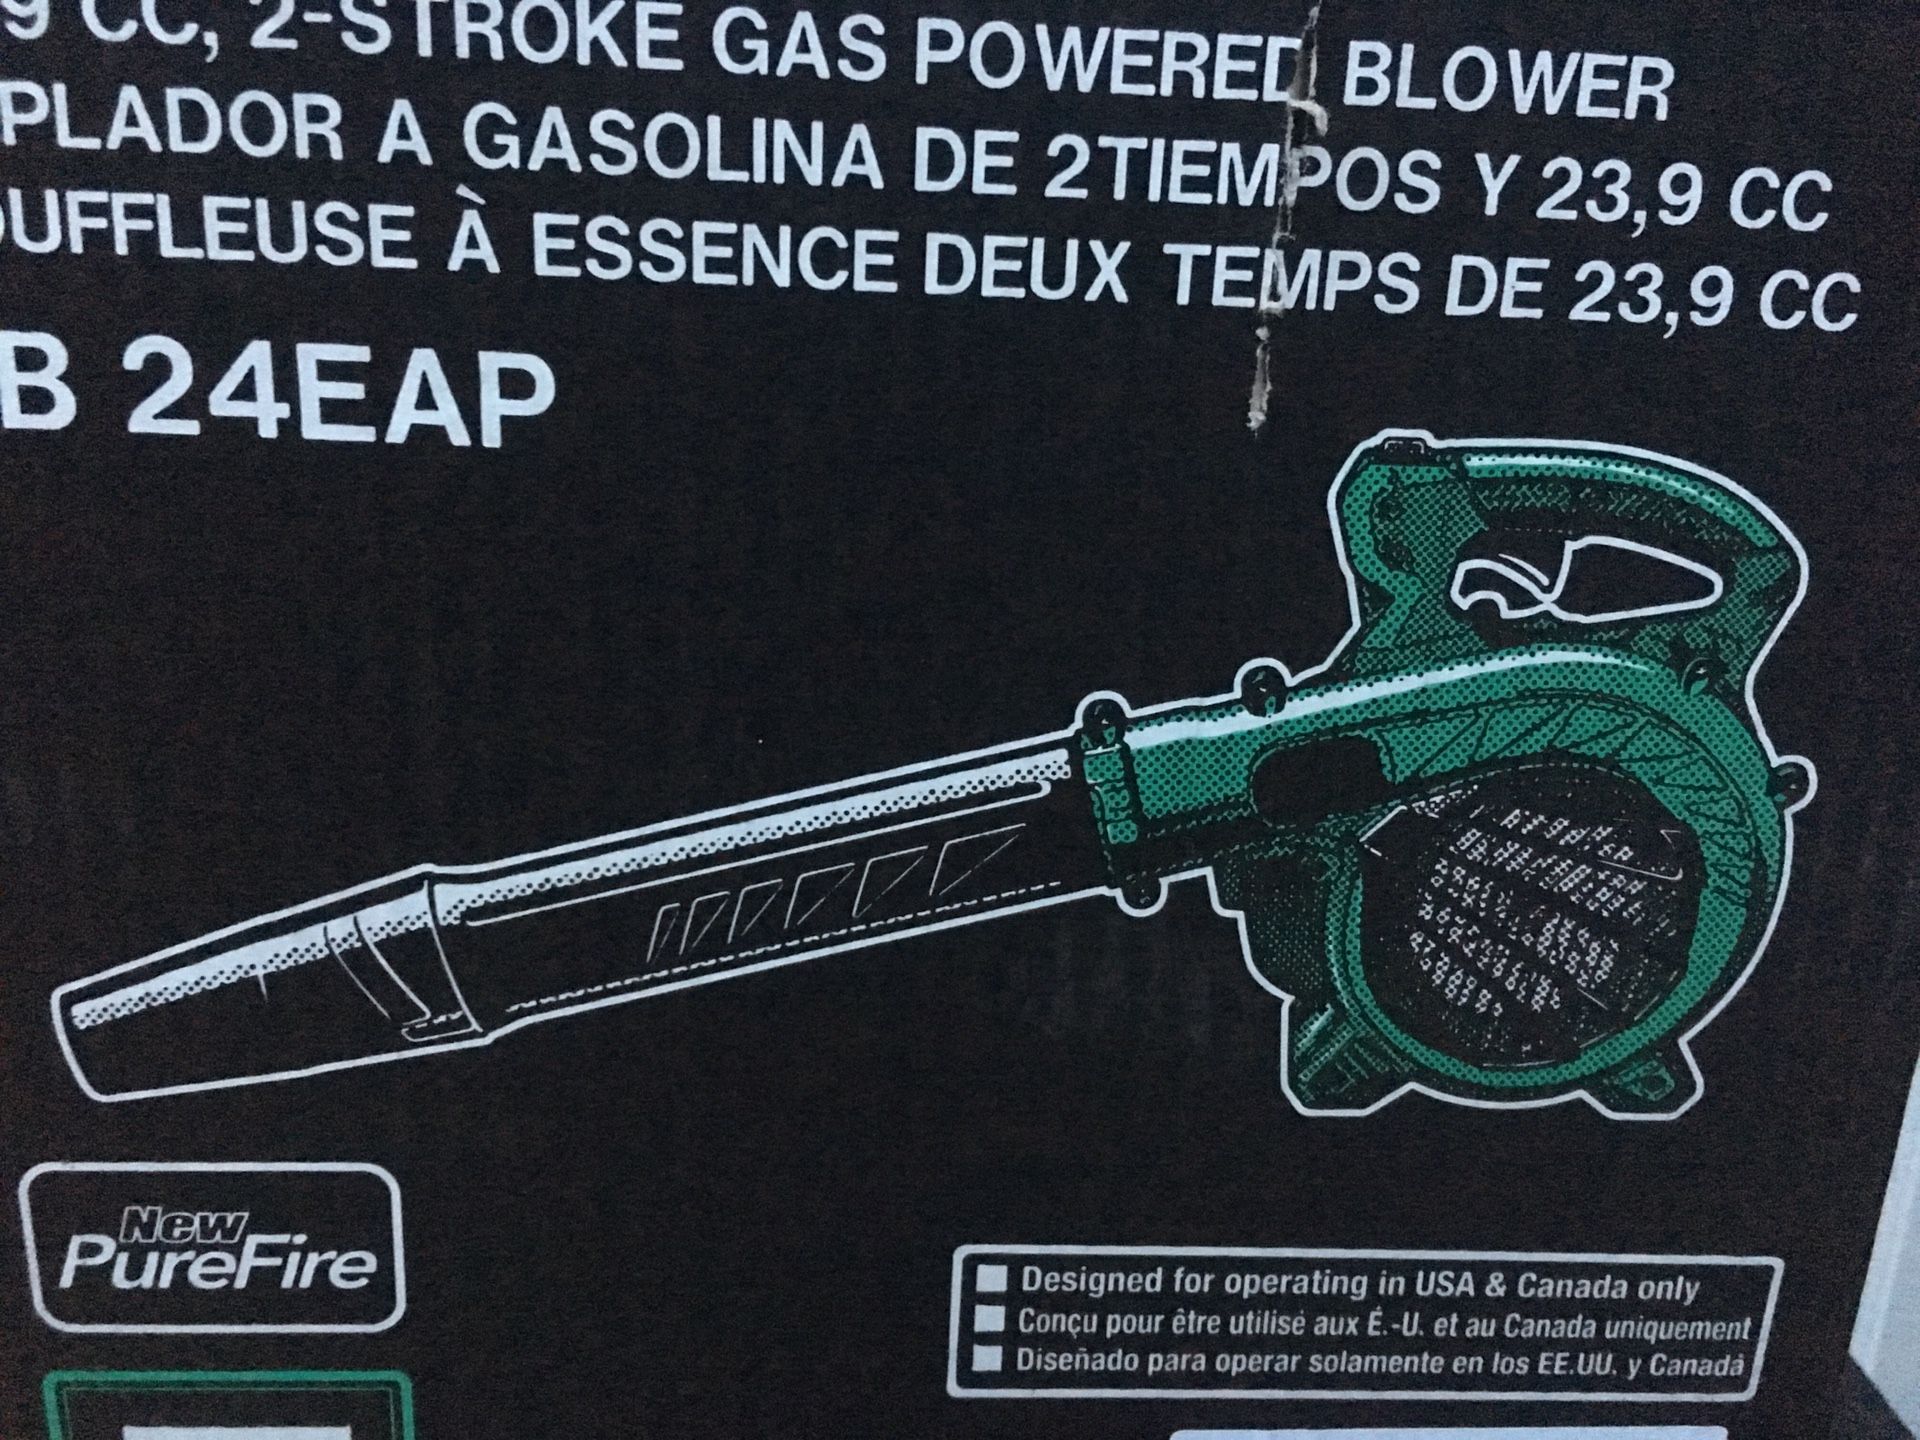 9 CC, 2-STROKE GAS POWERED BLOWER
PLADOR A GASOLINA DE 2TIEMPOS Y 23,9 CC
OUFFLEUSE À ESSENCE DEUX TEMPS DE 23,9 CC
B 24EAP
New
PureFire
Designed for operating in USA & Canada only
Conçu pour être utilisé aux É.-U. et au Canada uniquement
Diseñado para operar solamente en los EE.UU. y Canadá